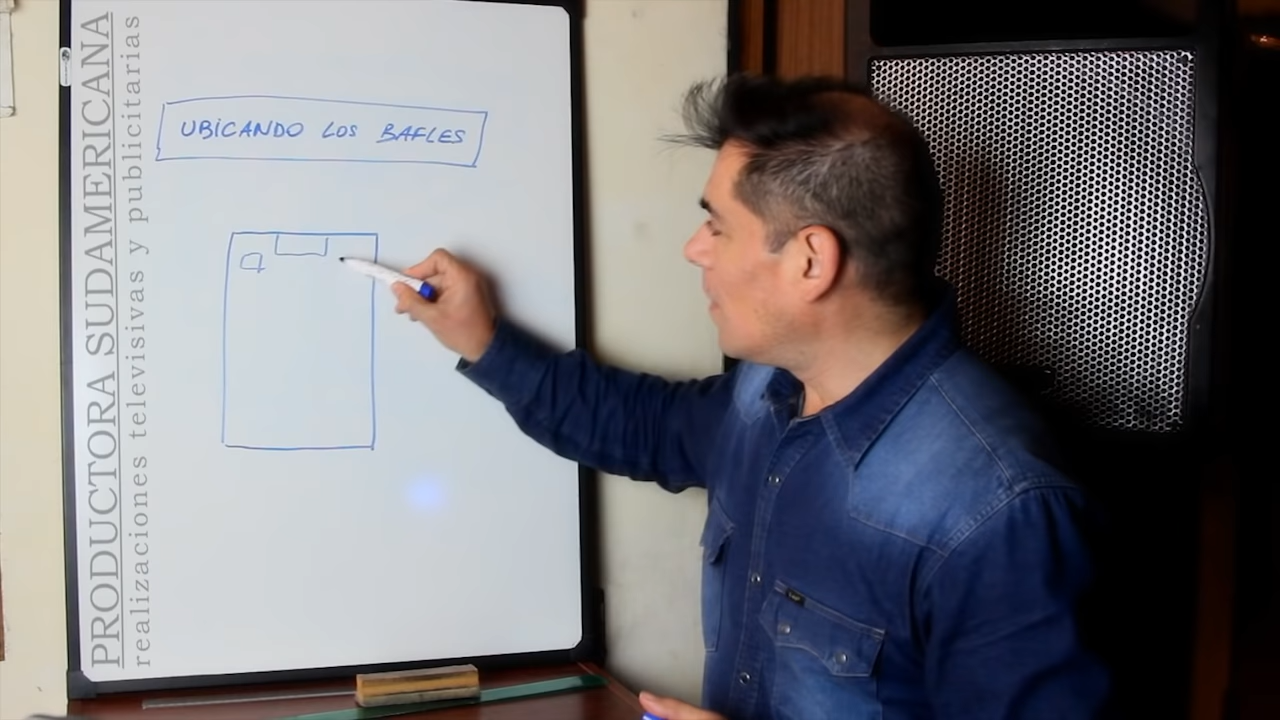 PRODUCTORA SUDAMERICANA
realizaciones televisivas y publicitarias
UBICANDO LOS BAFLES